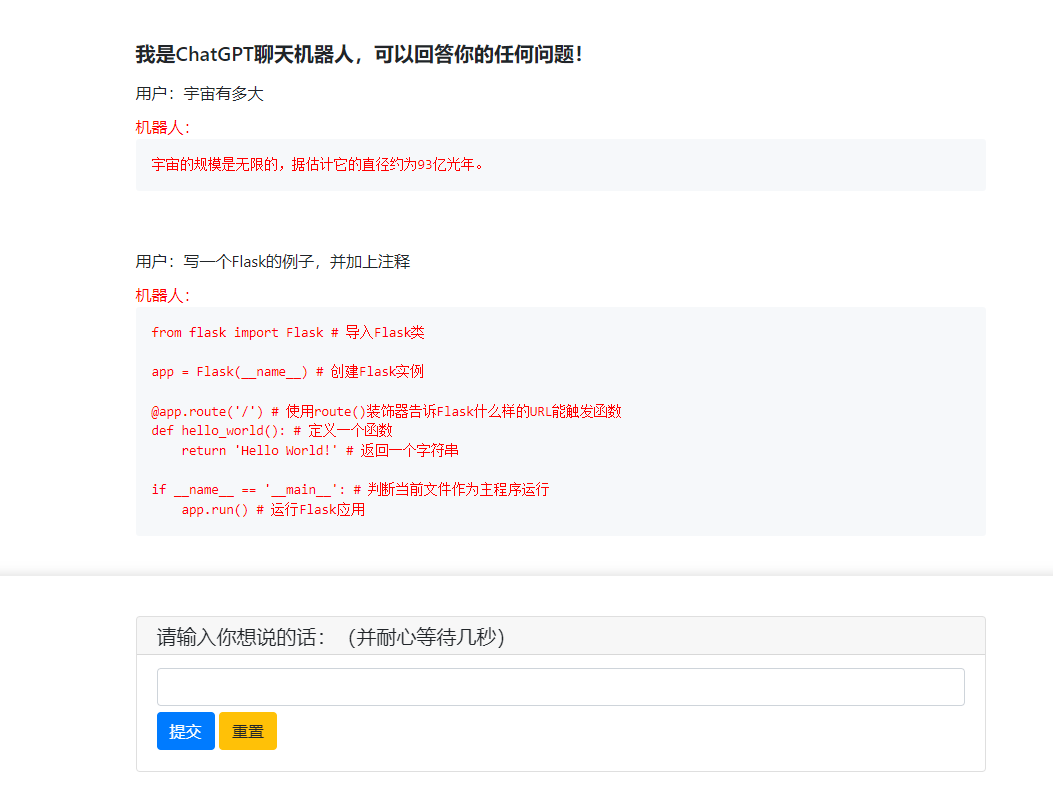 我是ChatGPT聊天机器人，可以回答你的任何问题！
用户：宇宙有多大
机器人：
宇宙的规模是无限的，据估计它的直径约为93亿光年。
用户：写一个Flask的例子，并加上注释
机器人：
from flask import Flask # 导入Flask类
app = Flask(__name__) # 创建Flask实例
@app.route('/') # 使用route()装饰器告诉Flask什么样的URL能触发函数
def hello_world(): # 定义一个函数
    return 'Hello World!' # 返回一个字符串
if __name__ == '__main__': # 判断当前文件作为主程序运行
    app.run() # 运行Flask应用
请输入你想说的话：（并耐心等待几秒）
提交 重置